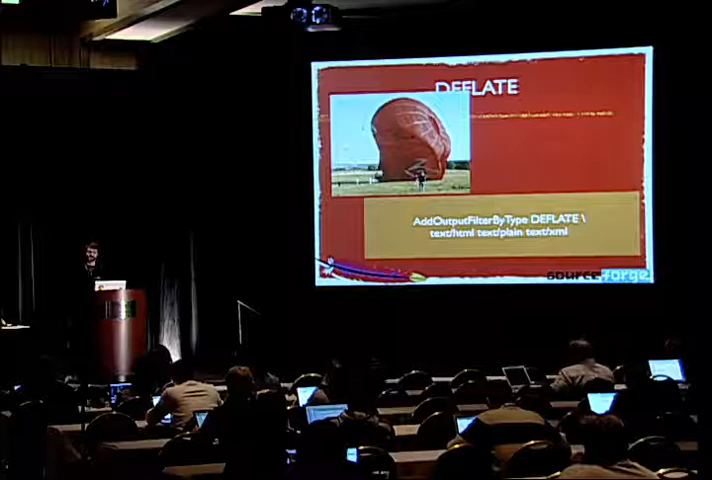 DEFLATE
AddOutputFilterByType DEFLATE \
text/html text/plain text/xml
SOURCEFORGE